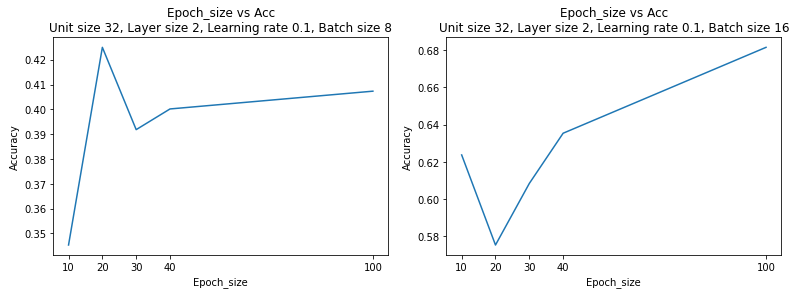 Epoch_size vs Acc
Unit size 32, Layer size 2, Learning rate 0.1, Batch size 8
Accuracy
0.42
0.41
0.40
0.39
0.38
0.37
0.36
0.35
10 20 30 40 100
Epoch_size
Epoch_size vs Acc
Unit size 32, Layer size 2, Learning rate 0.1, Batch size 16
Accuracy
0.68
0.66
0.64
0.62
0.60
0.58
10 20 30 40 100
Epoch_size